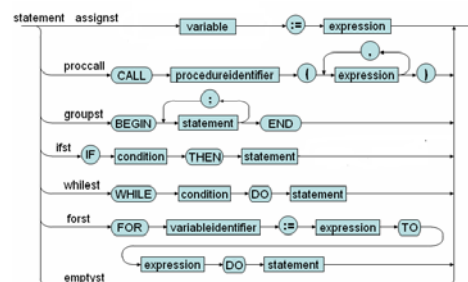 statement assignst variable := expression
.
proccall CALL procedureidentifier ( expression )
:
groupst BEGIN statement END
ifst IF condition THEN statement
whilest WHILE condition DO statement
forst FOR variableidentifier := expression TO
expression DO statement
emptyst